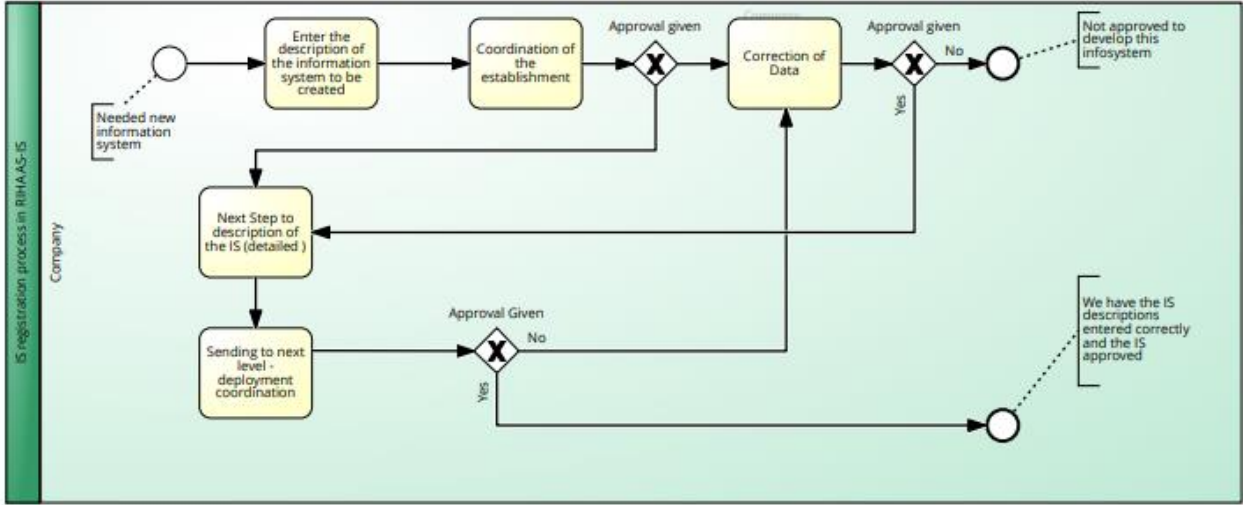 IS registration process in RIHA AS-IS
Company
Needed new
information
system
Enter the
description of
the information
system to be
created
Coordination of
the
establishment
Approval given
Correction of
Data
Approval given
No
Yes
Not approved to
develop this
infosystem
Next Step to
description of
the IS (detailed )
Sending to next
level -
deployment
coordination
Approval Given
No
Yes
We have the IS
descriptions
entered correctly
and the IS
approved